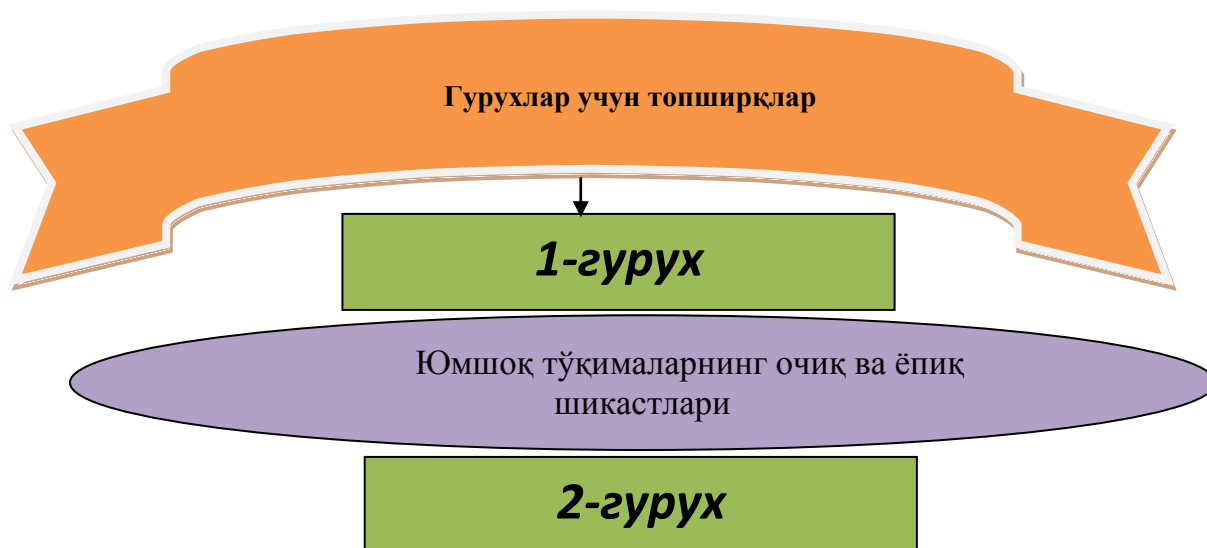 Гурухлар учун топширқлар
1-гурух
Юмшоқ тўқималарнинг очиқ ва ёпиқ
шикастлари
2-гурух